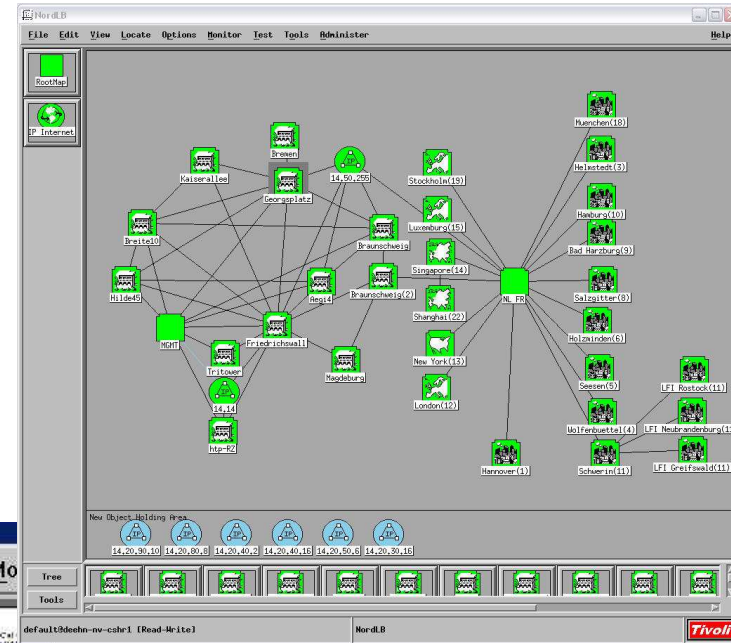 NordLB
File Edit View Locate Options Monitor Test Tools Administer Help
RootMap
IP Internet
Bremen
Kaiserallee
Georgsplatz
14.50.255
Breite10
Braunschweig
Hilde45
Aegi4
Braunschweig(2)
MGMT
Friedrichswall
Tritower
Magdeburg
14.14
htp-RZ
Stockholm(19)
Luxemburg(15)
Singapore(14)
Shanghai(22)
New York(13)
London(12)
NL FR
Hannover(1)
Muenchen(18)
Helmstedt(3)
Hamburg(10)
Bad Harzburg(9)
Salzgitter(8)
Holzminden(6)
Seesen(5)
Wolfenbuettel(4)
Schwerin(11)
LFI Rostock(11)
LFI Neubrandenburg(11
LFI Greifswald(11)
New Object Holding Area
14.20.90.10 14.20.80.8 14.20.40.2 14.20.40.16 14.20.50.6 14.20.30.16
Tree
Tools
default@deehn-nv-cshr1 [Read-Write] NordLB
Tivoli